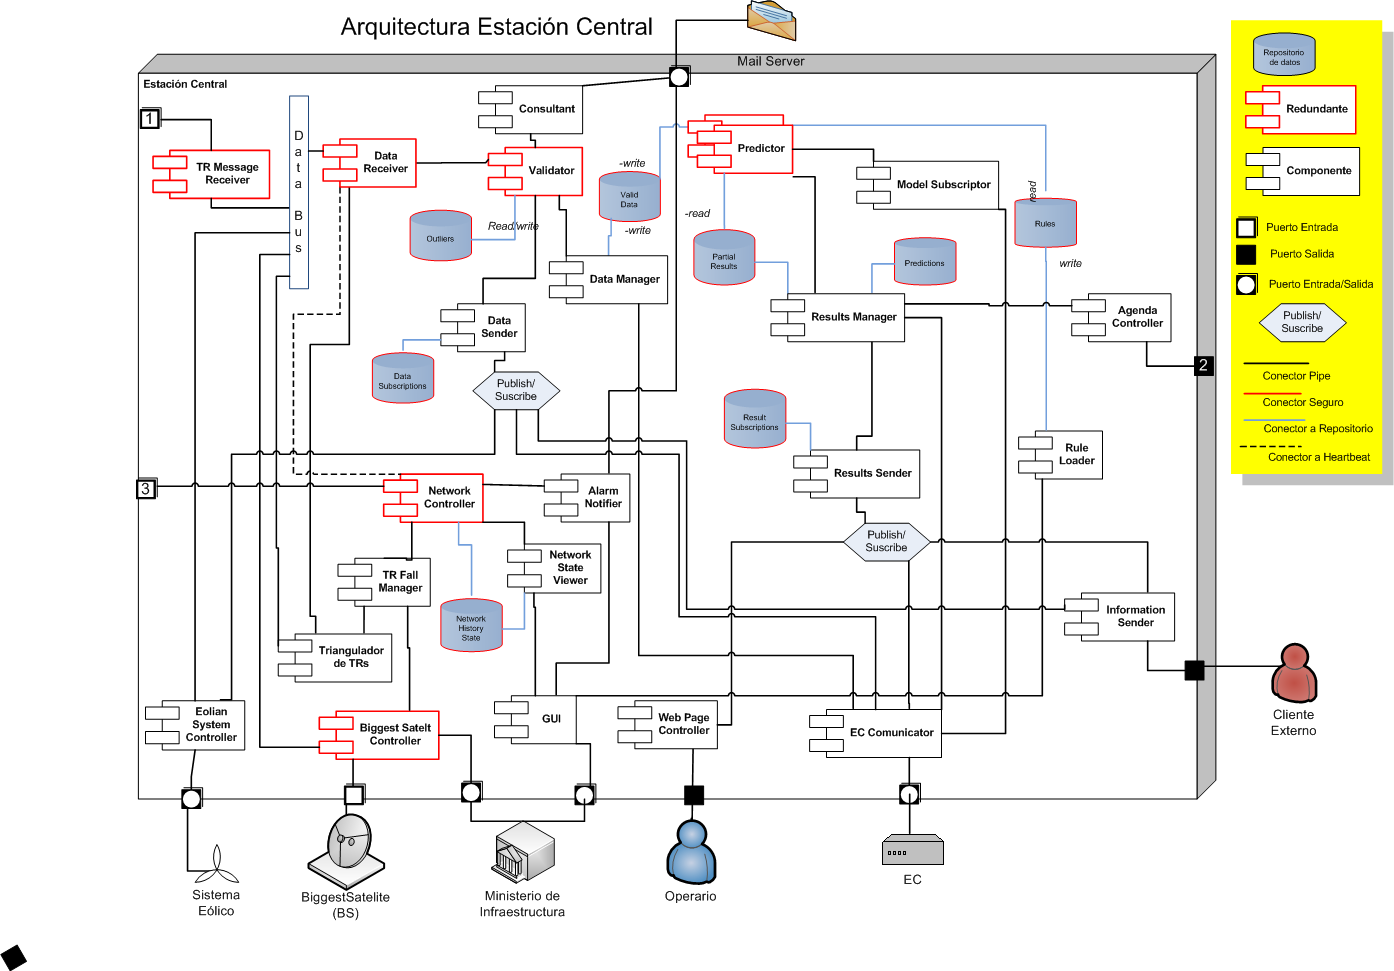 Arquitectura Estación Central
Mail Server
Estación Central
1
TR Message
Receiver
Data Bus
Data
Receiver
Consultant
Validator
-write
Valid
Data
-write
Outliers
Read/write
Predictor
Model Subscriptor
-read
read
Rules
write
Partial
Results
Predictions
Data Manager
Data
Sender
Results Manager
Agenda
Controller
2
Data
Subscriptions
Publish/
Suscribe
Result
Subscriptions
Results Sender
Rule
Loader
3
Network
Controller
Alarm
Notifier
Publish/
Suscribe
Network
State
Viewer
TR Fall
Manager
Network
History
State
Information
Sender
Triangulador
de TRs
Eolian
System
Controller
Biggest Satelt
Controller
GUI
Web Page
Controller
EC Comunicator
Cliente
Externo
Sistema
Eólico
BiggestSatelite
(BS)
Ministerio de
Infraestructura
Operario
EC
Repositorio
de datos
Redundante
Componente
Puerto Entrada
Puerto Salida
Puerto Entrada/Salida
Publish/
Suscribe
Conector Pipe
Conector Seguro
Conector a Repositorio
Conector a Heartbeat